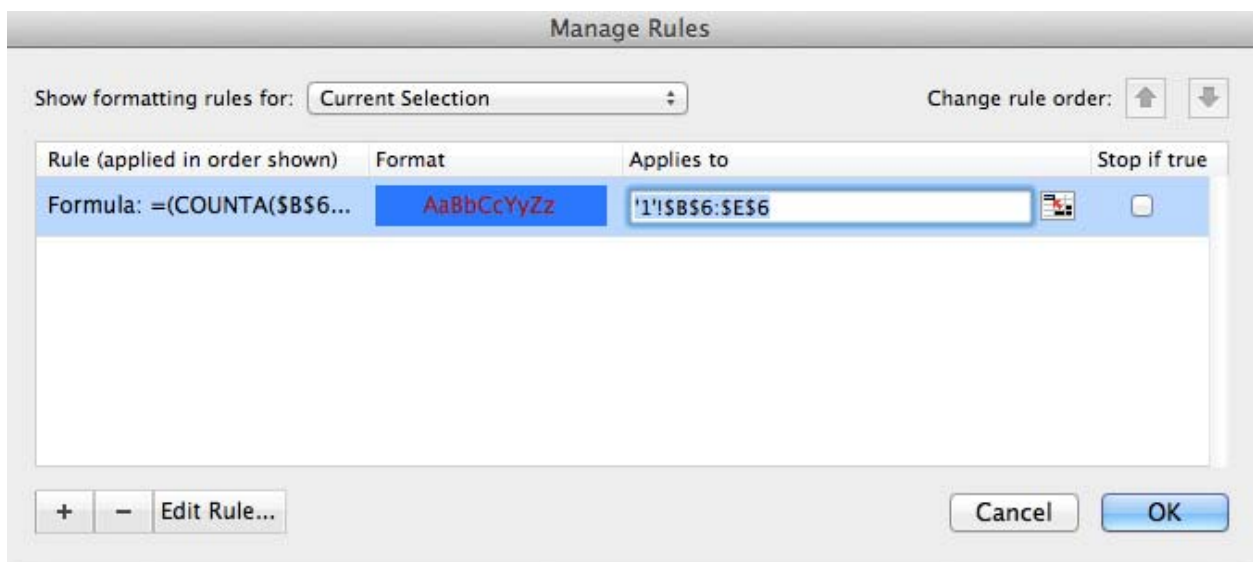 Manage Rules
Show formatting rules for: Current Selection Change rule order:
Rule (applied in order shown) Format Applies to Stop if true
Formula: =(COUNTA($B$6... AaBbCcYyZz '1'!$B$6:$E$6
+ − Edit Rule... Cancel OK